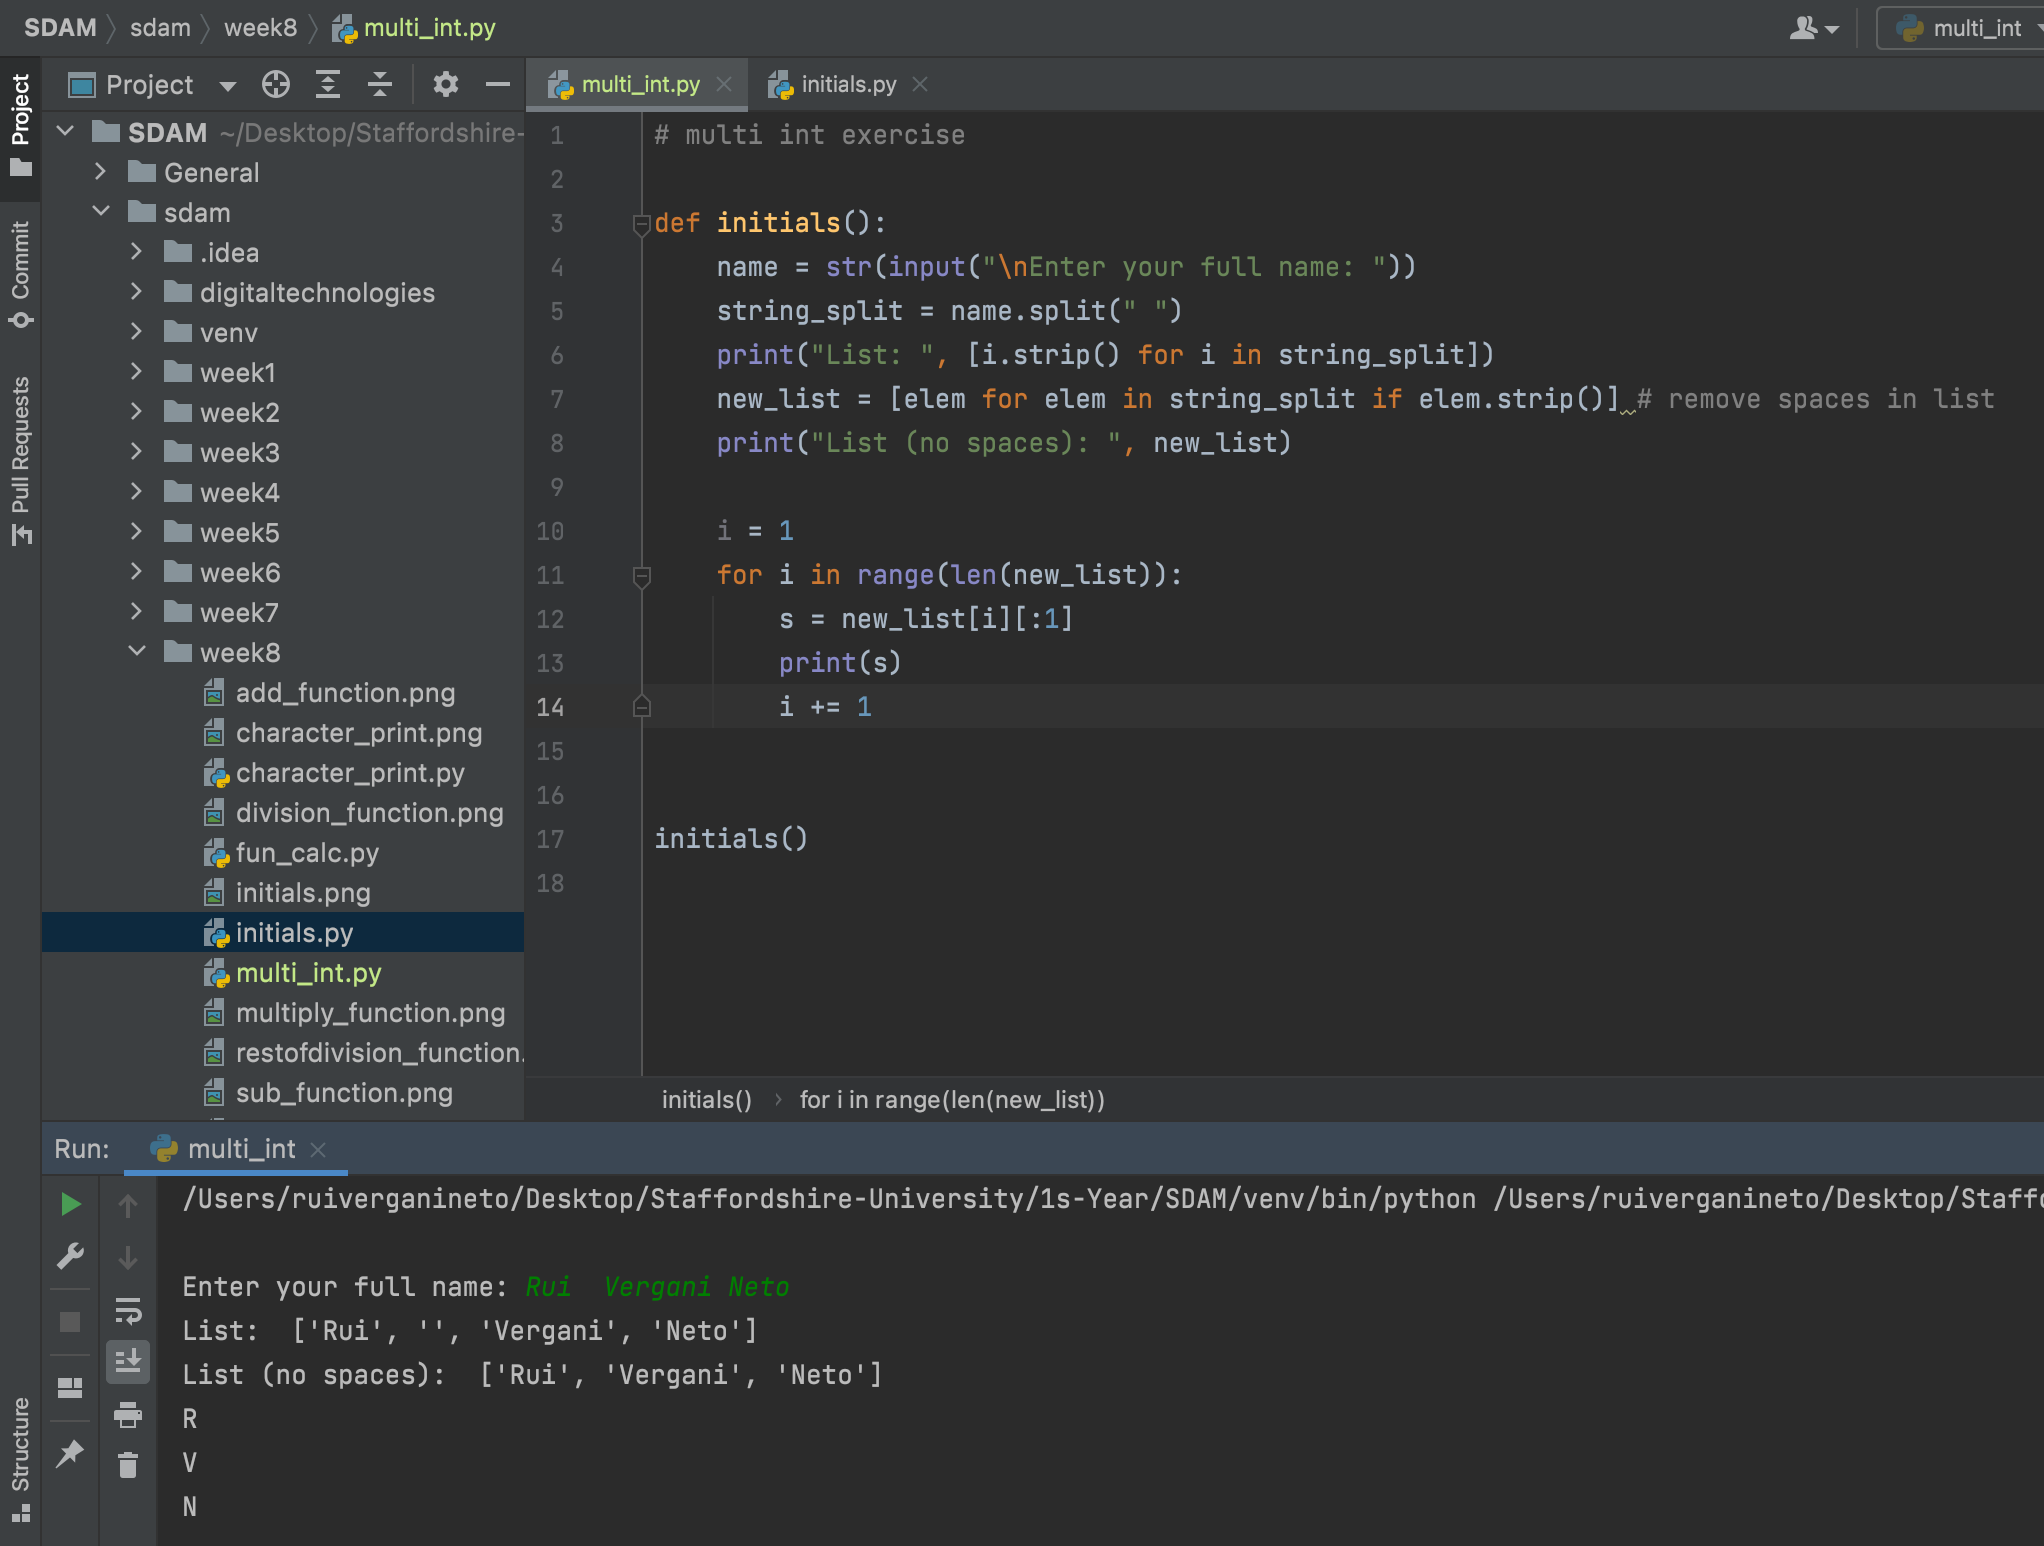 SDAM sdam week8 multi_int.py multi_int
Project
Commit
Pull Requests
Structure
Project
SDAM ~/Desktop/Staffordshire-
General
sdam
.idea
digitaltechnologies
venv
week1
week2
week3
week4
week5
week6
week7
week8
add_function.png
character_print.png
character_print.py
division_function.png
fun_calc.py
initials.png
initials.py
multi_int.py
multiply_function.png
restofdivision_function.
sub_function.png
multi_int.py initials.py
1 # multi int exercise
2
3 def initials():
4     name = str(input("\nEnter your full name: "))
5     string_split = name.split(" ")
6     print("List: ", [i.strip() for i in string_split])
7     new_list = [elem for elem in string_split if elem.strip()] # remove spaces in list
8     print("List (no spaces): ", new_list)
9
10     i = 1
11     for i in range(len(new_list)):
12         s = new_list[i][:1]
13         print(s)
14         i += 1
15
16
17 initials()
18
initials() for i in range(len(new_list))
Run: multi_int
/Users/ruiverganineto/Desktop/Staffordshire-University/1s-Year/SDAM/venv/bin/python /Users/ruiverganineto/Desktop/Staffo
Enter your full name: Rui  Vergani Neto
List:  ['Rui', '', 'Vergani', 'Neto']
List (no spaces):  ['Rui', 'Vergani', 'Neto']
R
V
N